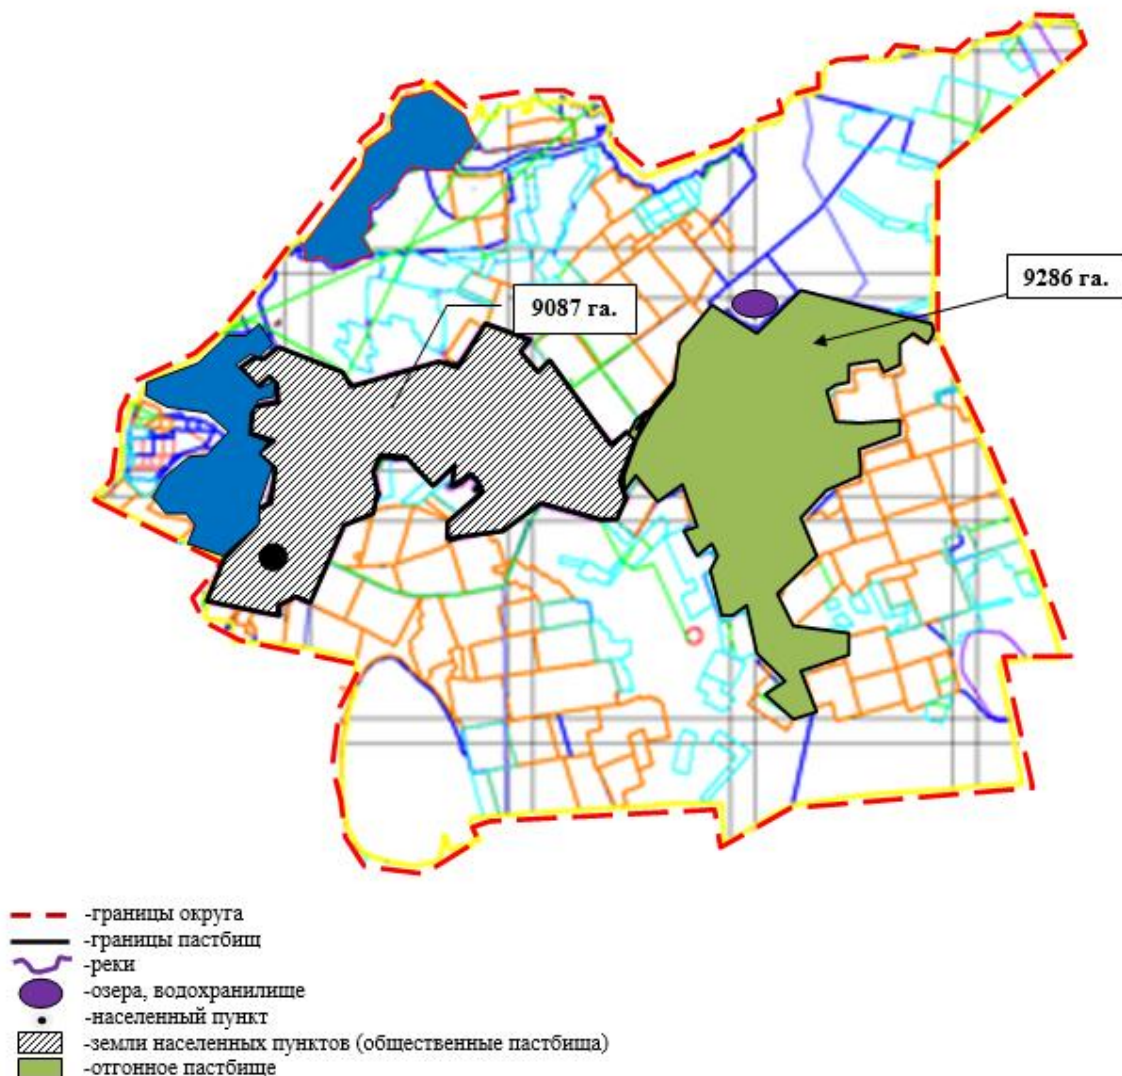 9286 га.
9087 га.
-границы округа
-границы пастбищ
-реки
-озера, водохранилище
-населенный пункт
-земли населенных пунктов (общественные пастбища)
-отгонное пастбище